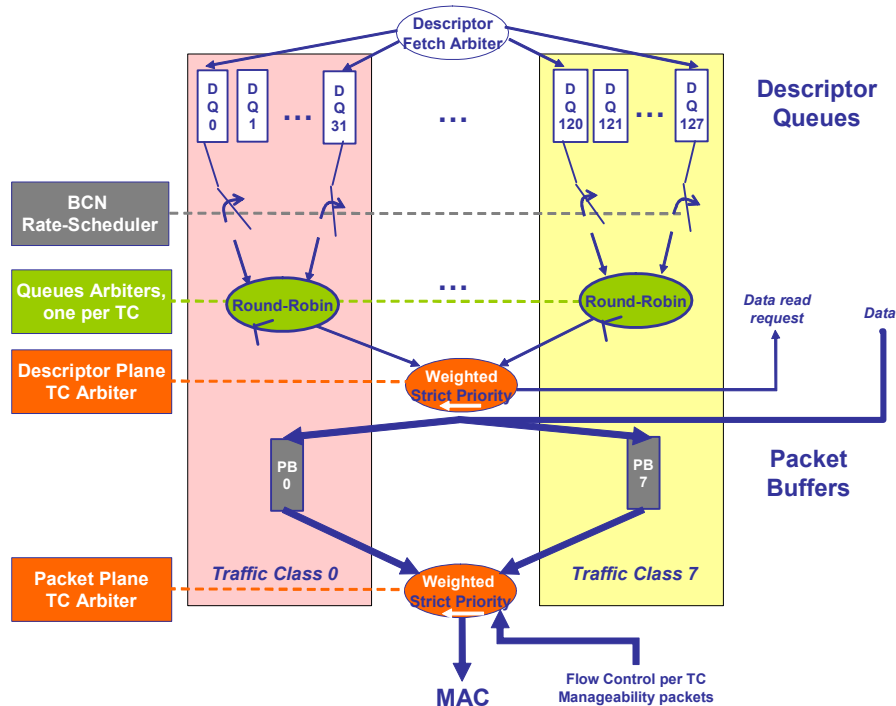 Descriptor
Fetch Arbiter
D
Q
0
D
Q
1
...
D
Q
31
...
D
Q
120
D
Q
121
...
D
Q
127
Descriptor
Queues
BCN
Rate-Scheduler
Queues Arbiters,
one per TC
Round-Robin
...
Round-Robin
Data read
request
Data
Descriptor Plane
TC Arbiter
Weighted
Strict Priority
PB
0
PB
7
Packet
Buffers
Traffic Class 0
Traffic Class 7
Packet Plane
TC Arbiter
Weighted
Strict Priority
MAC
Flow Control per TC
Manageability packets